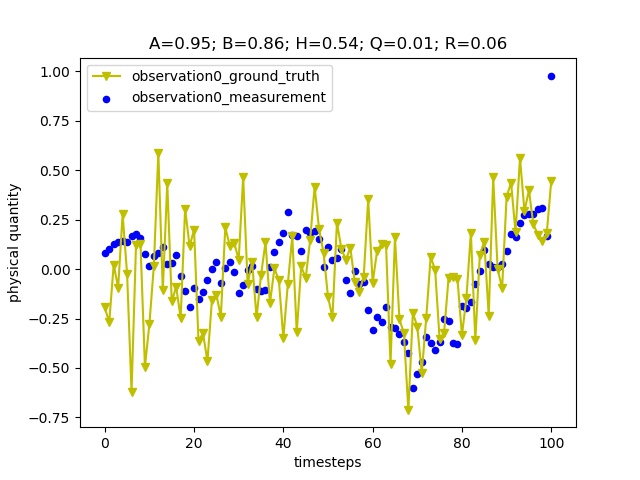 A=0.95; B=0.86; H=0.54; Q=0.01; R=0.06
observation0_ground_truth
observation0_measurement
1.00
0.75
0.50
0.25
0.00
−0.25
−0.50
−0.75
physical quantity
0 20 40 60 80 100
timesteps